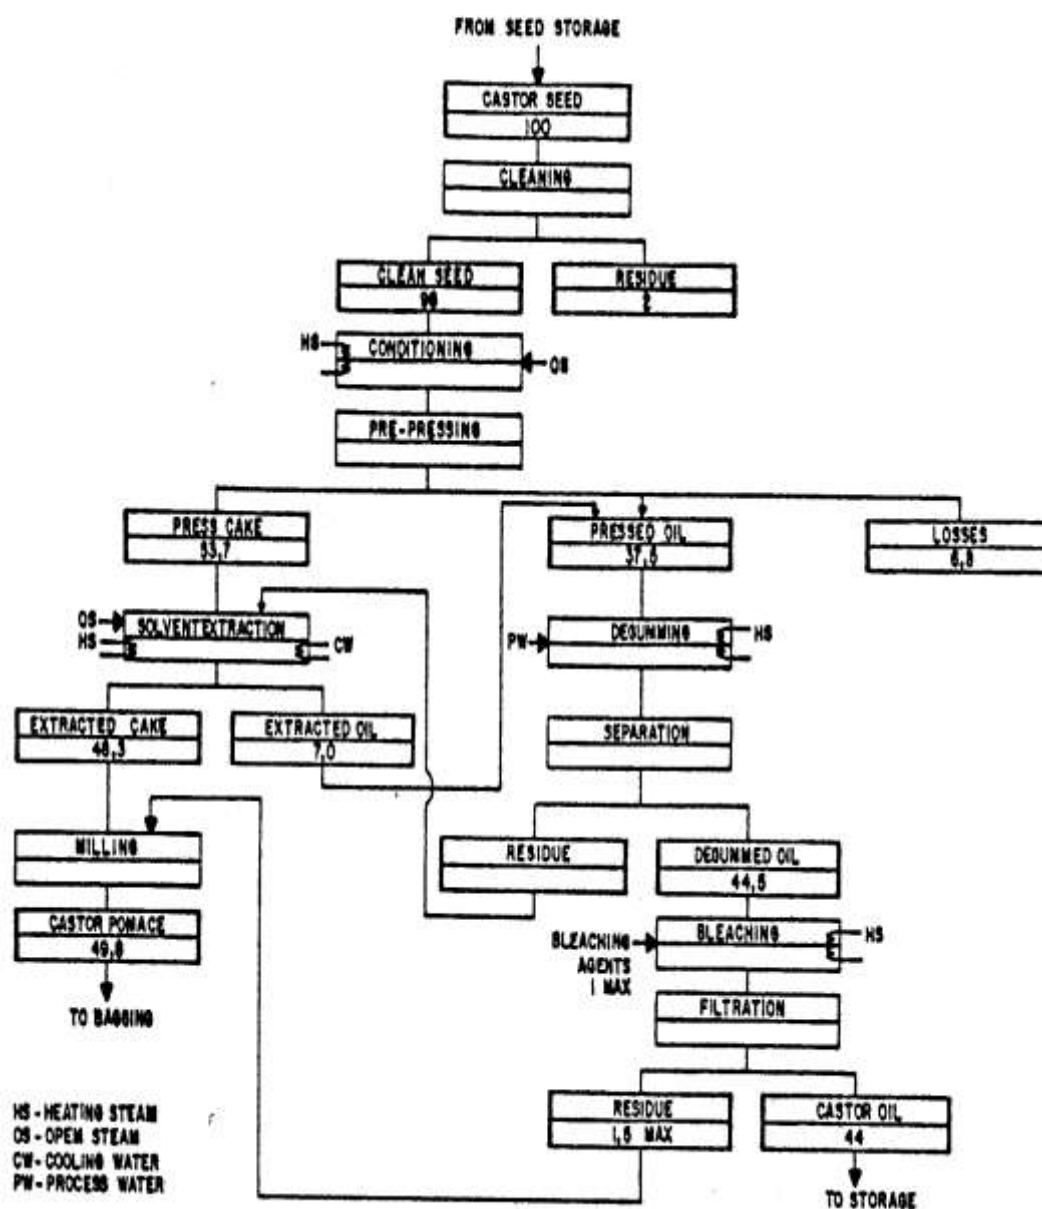 FROM SEED STORAGE
CASTOR SEED
100
CLEANING
CLEAN SEED
98
RESIDUE
2
HS
CONDITIONING
OS
PRE-PRESSING
PRESS CAKE
53,7
PRESSED OIL
37,5
LOSSES
6,8
OS
HS
SOLVENT EXTRACTION
CW
PW
DEGUMMING
HS
EXTRACTED CAKE
48,3
EXTRACTED OIL
7,0
SEPARATION
MILLING
RESIDUE
DEGUMMED OIL
44,5
CASTOR POMACE
49,8
TO BAGGING
BLEACHING
AGENTS
1 MAX
BLEACHING
HS
FILTRATION
RESIDUE
1,5 MAX
CASTOR OIL
44
TO STORAGE
HS - HEATING STEAM
OS - OPEN STEAM
CW - COOLING WATER
PW - PROCESS WATER